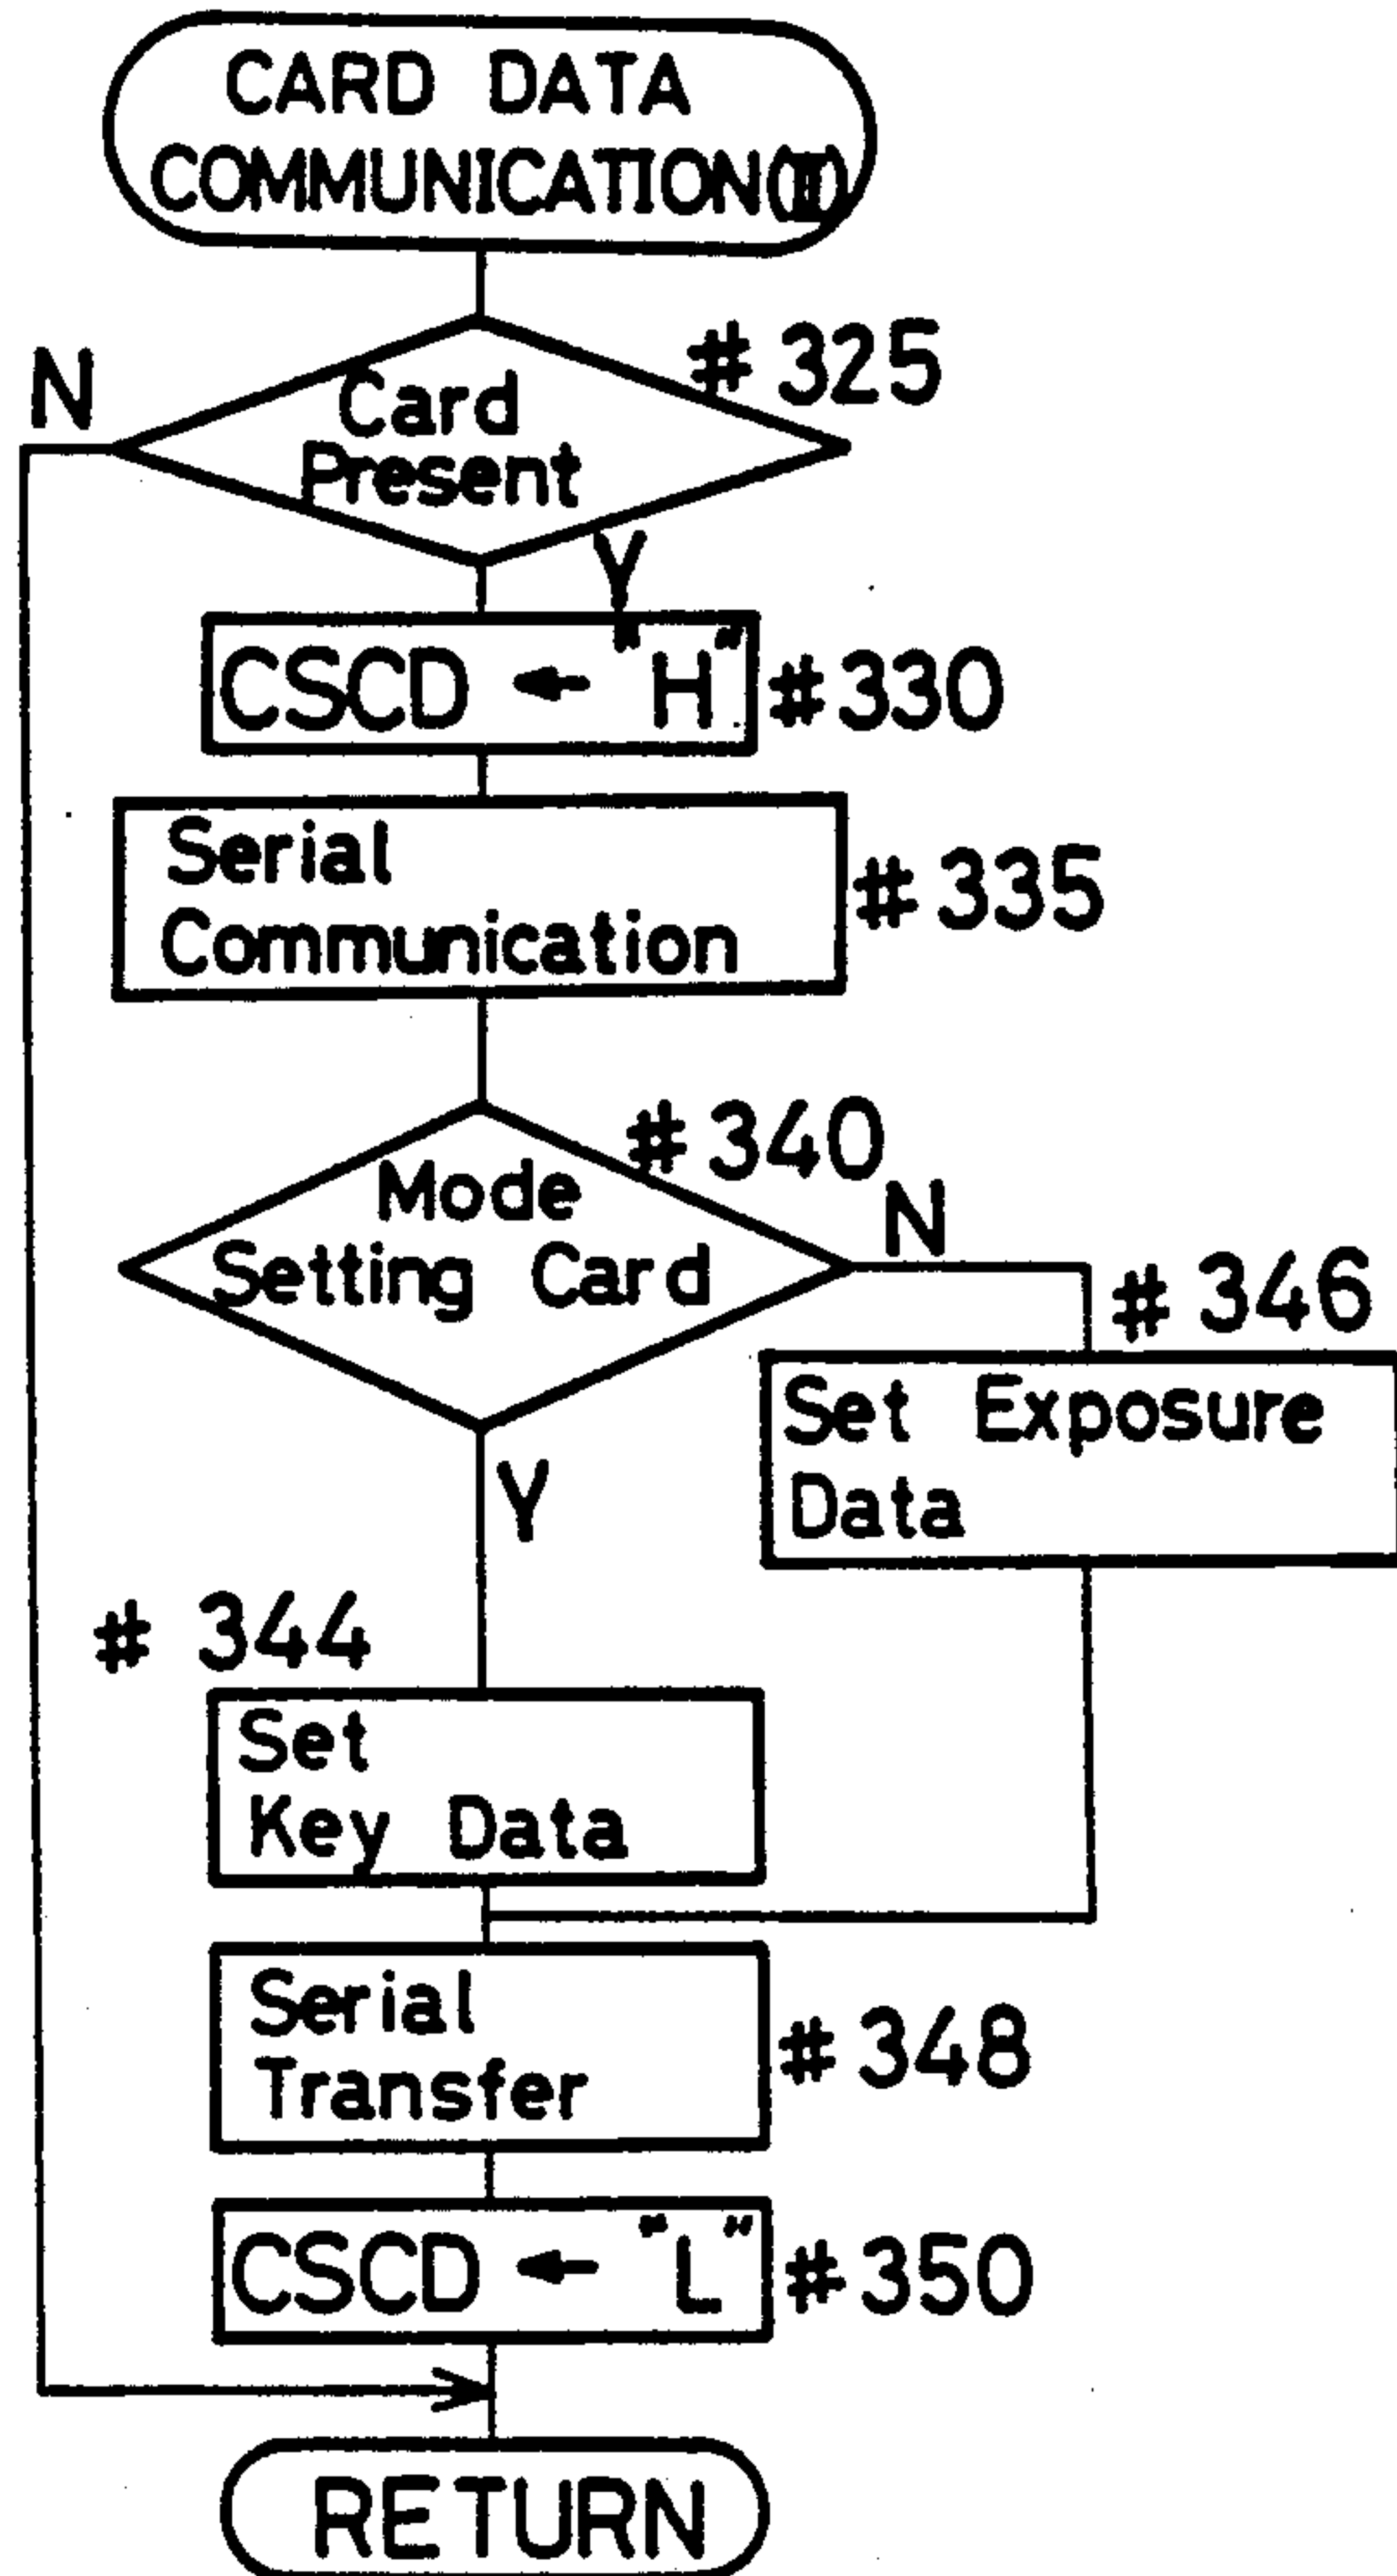 CARD DATA
COMMUNICATION(II)
#325
N
Card
Present
Y
CSCD ← "H"
#330
Serial
Communication
#335
#340
Mode
Setting Card
N
#346
Set Exposure
Data
Y
#344
Set
Key Data
Serial
Transfer
#348
CSCD ← "L"
#350
RETURN